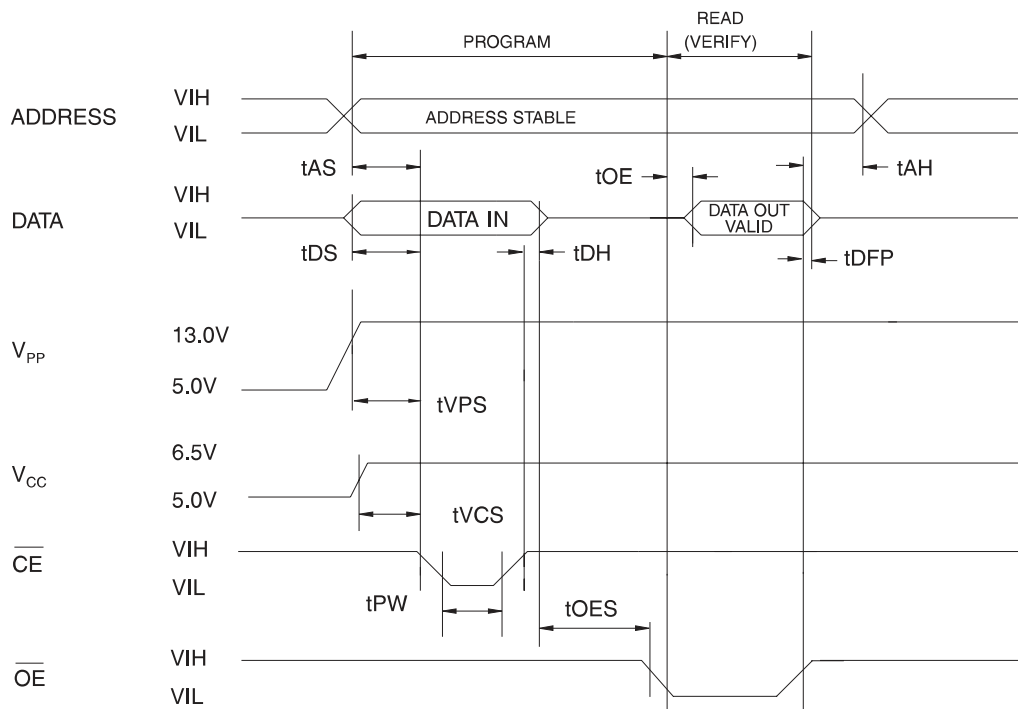 READ
PROGRAM (VERIFY)
ADDRESS VIH
VIL
ADDRESS STABLE
tAS tOE tAH
DATA VIH
VIL
DATA IN
DATA OUT
VALID
tDS tDH tDFP
VPP 13.0V
5.0V
tVPS
VCC 6.5V
5.0V
tVCS
CE VIH
VIL
tPW tOES
OE VIH
VIL